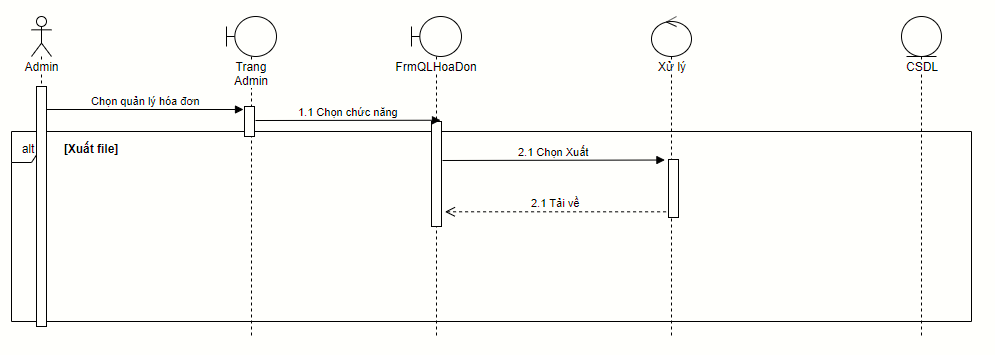 Admin
Trang
Admin
FrmQLHoaDon
Xử lý
CSDL
Chọn quản lý hóa đơn
1.1 Chọn chức năng
alt
[Xuất file]
2.1 Chọn Xuất
2.1 Tải về